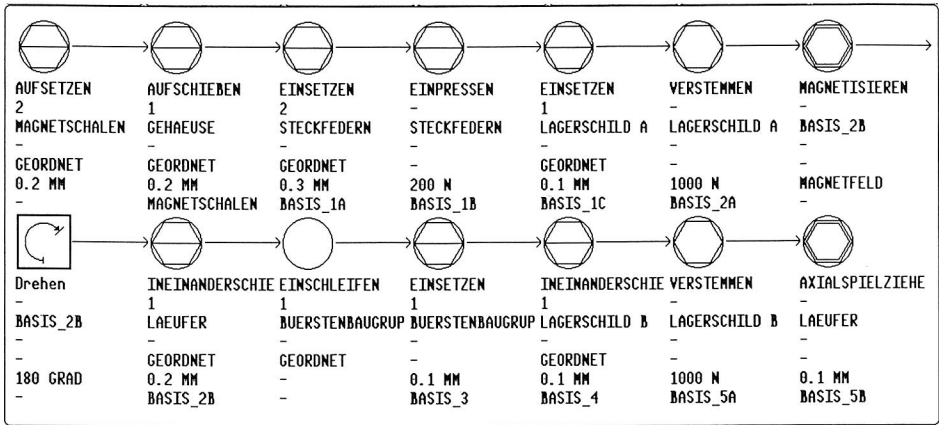 AUFSETZEN AUFSCHIEBEN EINSETZEN EINPRESSEN EINSETZEN VERSTEMMEN MAGNETISIEREN
2 1 2 - 1 - -
MAGNETSCHALEN GEHAEUSE STECKFEDERN STECKFEDERN LAGERSCHILD A LAGERSCHILD A BASIS_2B
- - - - - - -
GEORDNET GEORDNET GEORDNET - GEORDNET - -
0.2 MM 0.2 MM 0.3 MM 200 N 0.1 MM 1000 N MAGNETFELD
- MAGNETSCHALEN BASIS_1A BASIS_1B BASIS_1C BASIS_2A -
Drehen INEINANDERSCHIE EINSCHLEIFEN EINSETZEN INEINANDERSCHIE VERSTEMMEN AXIALSPIELZIEHE
- 1 1 1 1 - -
BASIS_2B LAEUFER BUERSTENBAUGRUP BUERSTENBAUGRUP LAGERSCHILD B LAGERSCHILD B LAEUFER
- - - - - - -
- GEORDNET GEORDNET - GEORDNET - -
180 GRAD 0.2 MM - 0.1 MM 0.1 MM 1000 N 0.1 MM
- BASIS_2B - BASIS_3 BASIS_4 BASIS_5A BASIS_5B